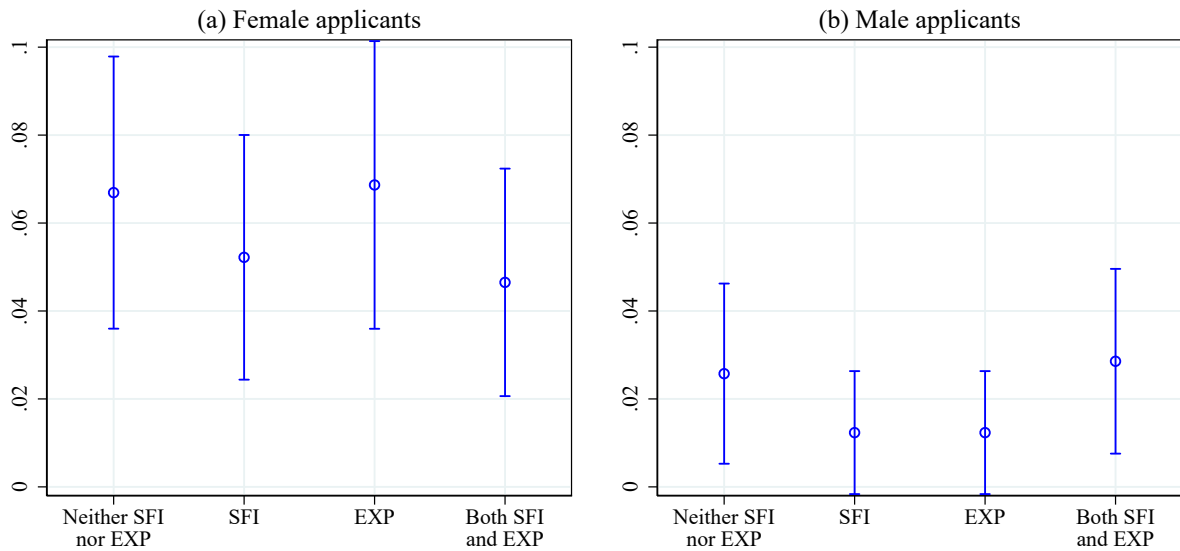 (a) Female applicants
.1
.08
.06
.04
.02
0
Neither SFI
nor EXP
SFI
EXP
Both SFI
and EXP
(b) Male applicants
.1
.08
.06
.04
.02
0
Neither SFI
nor EXP
SFI
EXP
Both SFI
and EXP